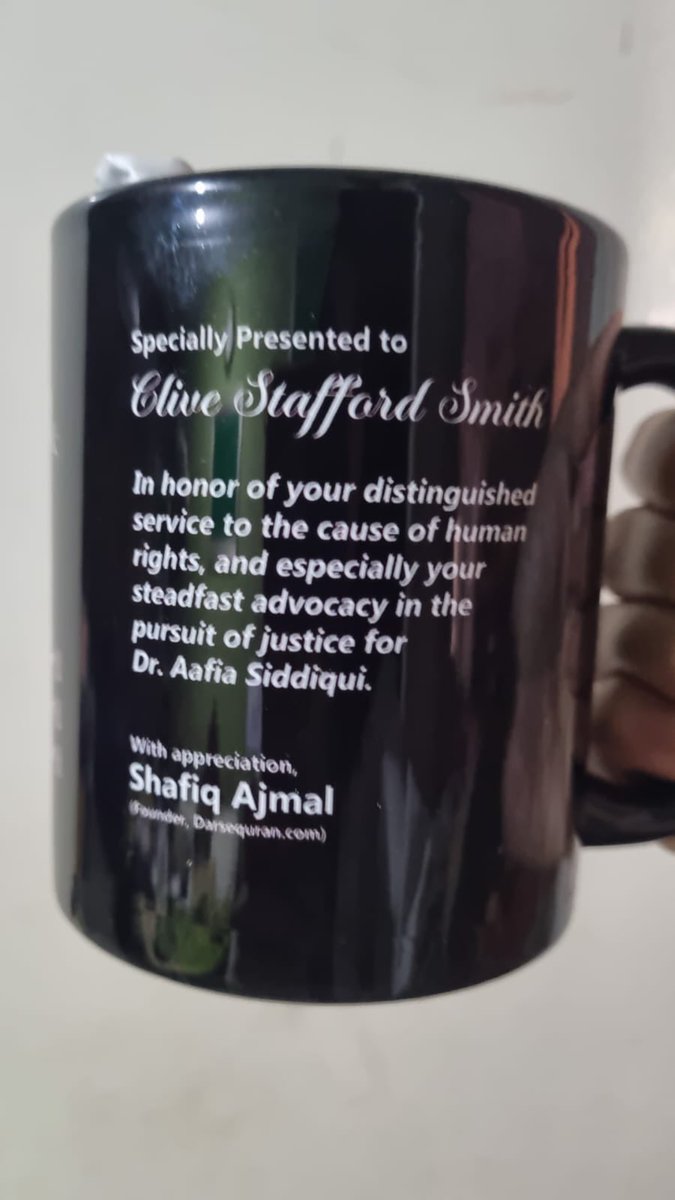 Specially Presented to
Clive Stafford Smith
In honor of your distinguished
service to the cause of human
rights, and especially your
steadfast advocacy in the
pursuit of justice for
Dr. Aafia Siddiqui.
With appreciation,
Shafiq Ajmal
(Founder, Darsequran.com)